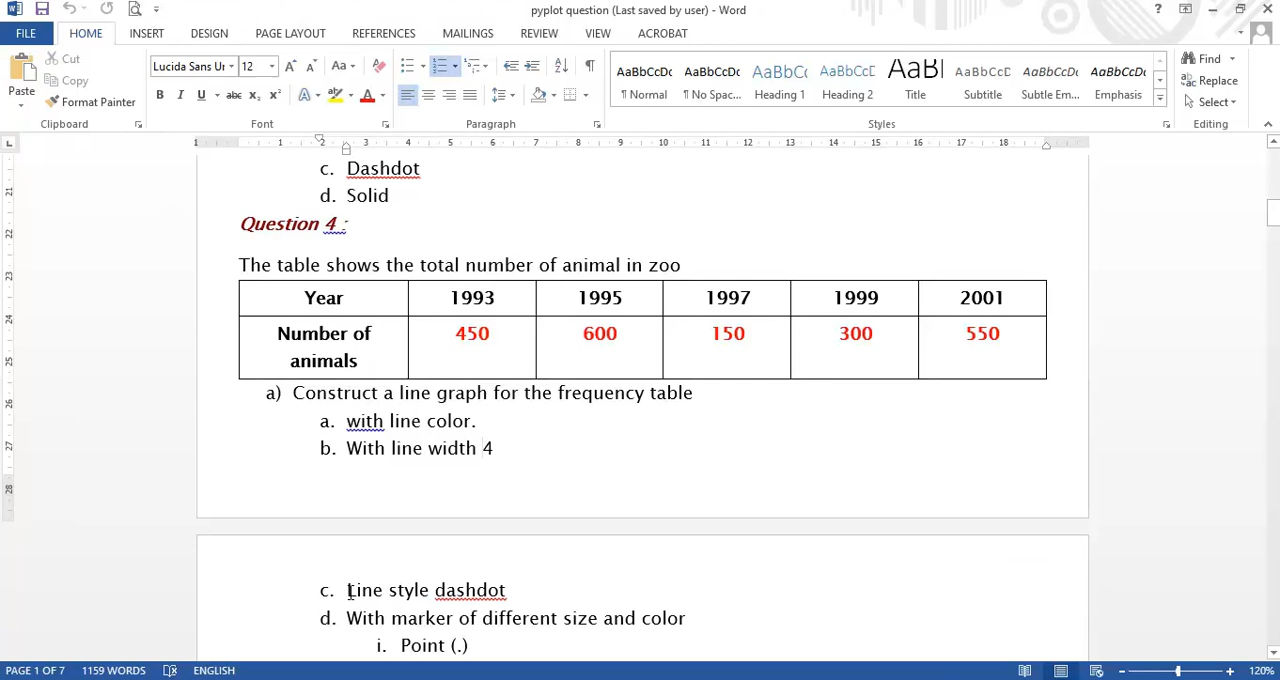 pyplot question (Last saved by user) - Word
FILE HOME INSERT DESIGN PAGE LAYOUT REFERENCES MAILINGS REVIEW VIEW ACROBAT
Cut
Copy
Format Painter
Paste
Clipboard
Lucida Sans Ur 12
Font
Paragraph
AaBbCcDc AaBbCcDc AaBbC AaBbCcC AaBl AaBbCcD AaBbCcDc AaBbCcDc
¶ Normal ¶ No Spac... Heading 1 Heading 2 Title Subtitle Subtle Em... Emphasis
Styles
Find
Replace
Select
Editing
c. Dashdot
d. Solid
Question 4 :
The table shows the total number of animal in zoo
Year 1993 1995 1997 1999 2001
Number of animals 450 600 150 300 550
a) Construct a line graph for the frequency table
a. with line color.
b. With line width 4
c. Line style dashdot
d. With marker of different size and color
i. Point (.)
PAGE 1 OF 7 1159 WORDS ENGLISH 120%